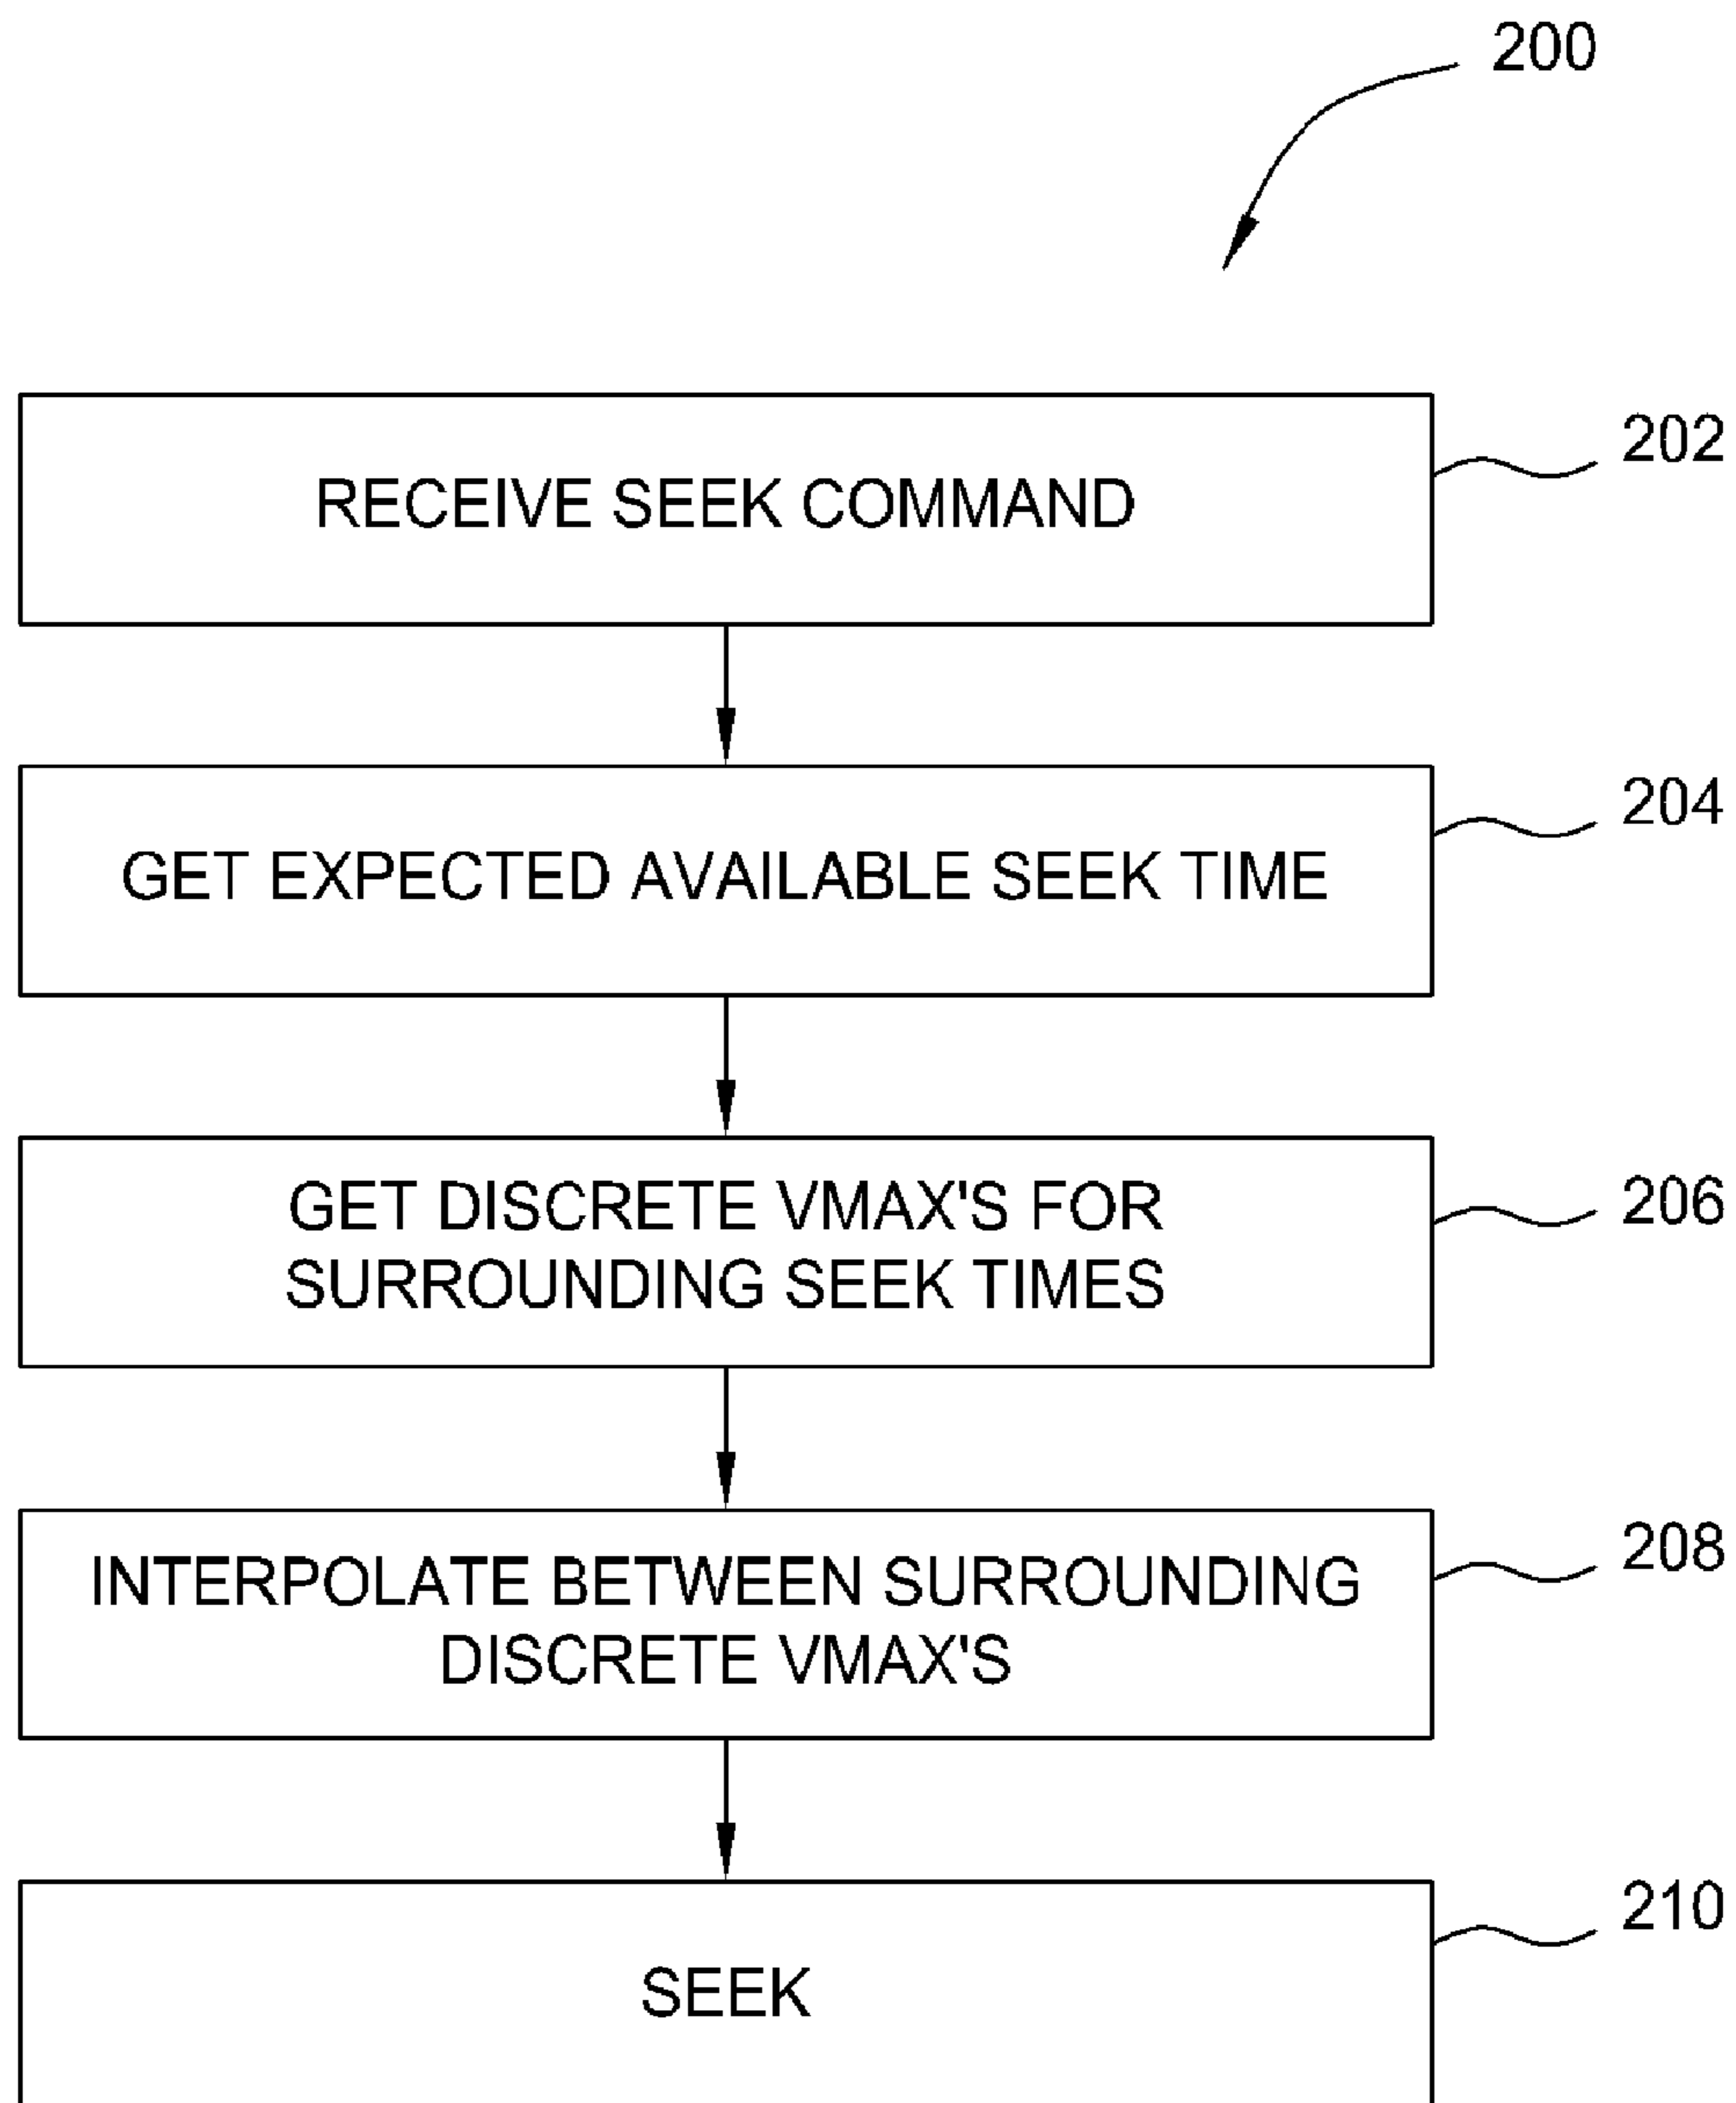 200
RECEIVE SEEK COMMAND
202
GET EXPECTED AVAILABLE SEEK TIME
204
GET DISCRETE VMAX'S FOR
SURROUNDING SEEK TIMES
206
INTERPOLATE BETWEEN SURROUNDING
DISCRETE VMAX'S
208
SEEK
210